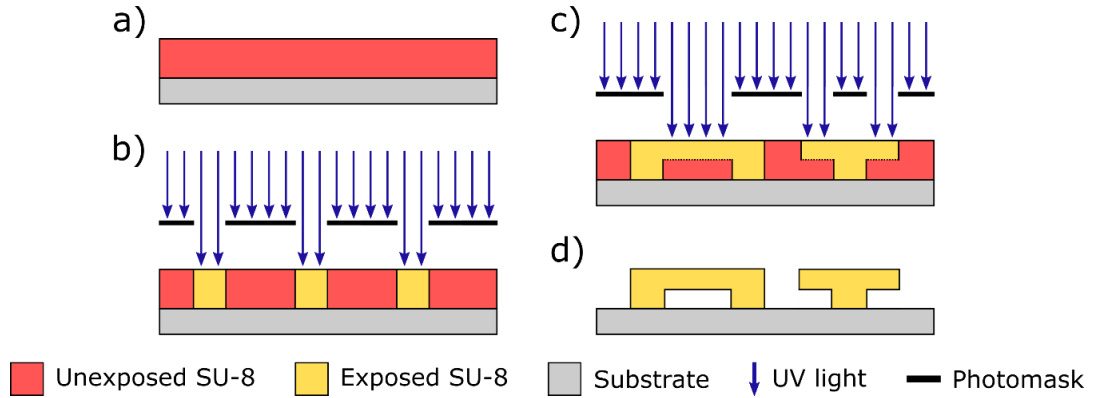 a)
b)
c)
d)
Unexposed SU-8 Exposed SU-8 Substrate UV light Photomask